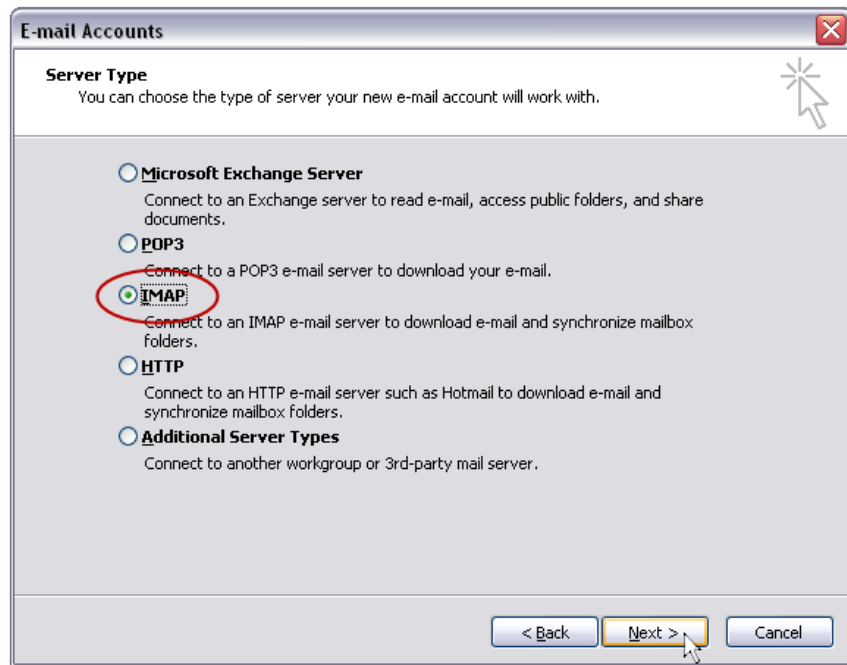 E-mail Accounts
Server Type
You can choose the type of server your new e-mail account will work with.
Microsoft Exchange Server
Connect to an Exchange server to read e-mail, access public folders, and share
documents.
POP3
Connect to a POP3 e-mail server to download your e-mail.
IMAP
Connect to an IMAP e-mail server to download e-mail and synchronize mailbox
folders.
HTTP
Connect to an HTTP e-mail server such as Hotmail to download e-mail and
synchronize mailbox folders.
Additional Server Types
Connect to another workgroup or 3rd-party mail server.
< Back Next > Cancel